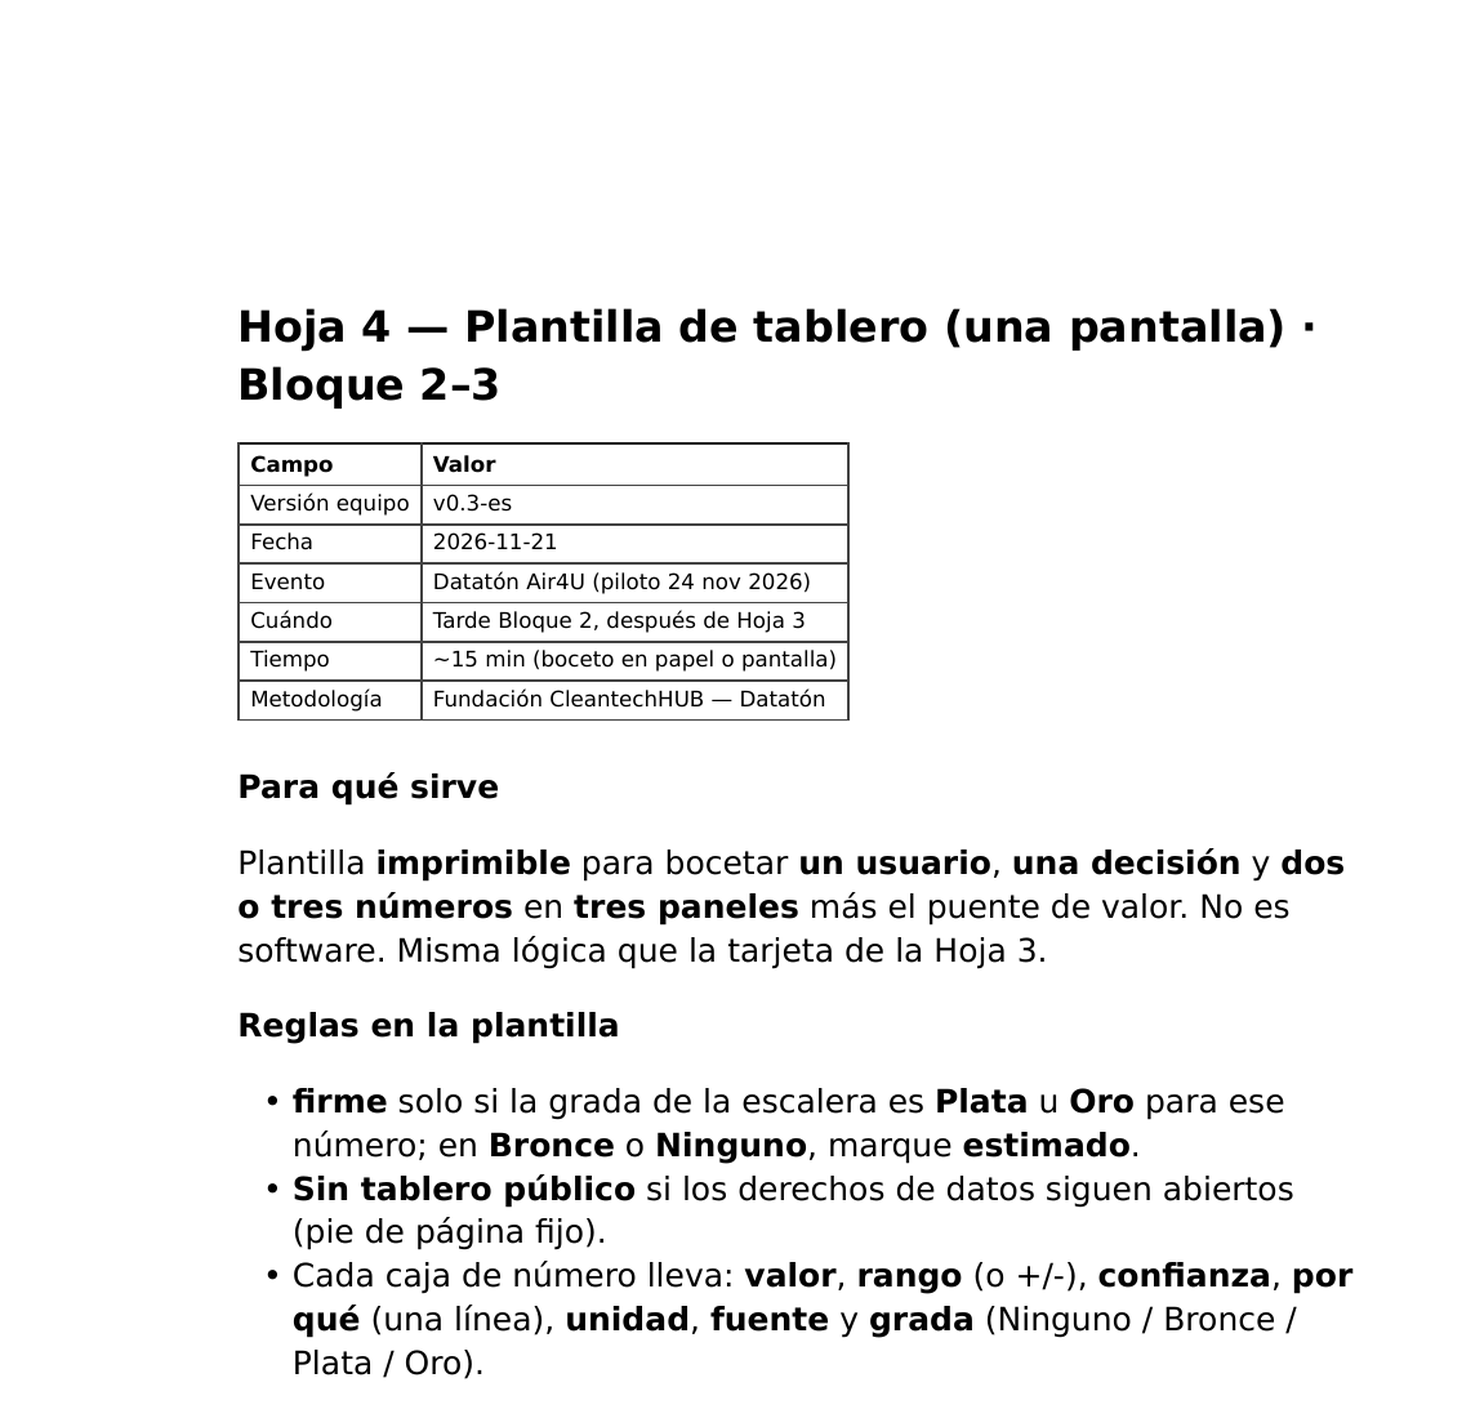 Hoja 4 — Plantilla de tablero (una pantalla) ·
Bloque 2–3
Campo Valor
Versión equipo v0.3-es
Fecha 2026-11-21
Evento Datatón Air4U (piloto 24 nov 2026)
Cuándo Tarde Bloque 2, después de Hoja 3
Tiempo ~15 min (boceto en papel o pantalla)
Metodología Fundación CleantechHUB — Datatón
Para qué sirve
Plantilla imprimible para bocetar un usuario, una decisión y dos
o tres números en tres paneles más el puente de valor. No es
software. Misma lógica que la tarjeta de la Hoja 3.
Reglas en la plantilla
• firme solo si la grada de la escalera es Plata u Oro para ese
número; en Bronce o Ninguno, marque estimado.
• Sin tablero público si los derechos de datos siguen abiertos
(pie de página fijo).
• Cada caja de número lleva: valor, rango (o +/-), confianza, por
qué (una línea), unidad, fuente y grada (Ninguno / Bronce /
Plata / Oro).